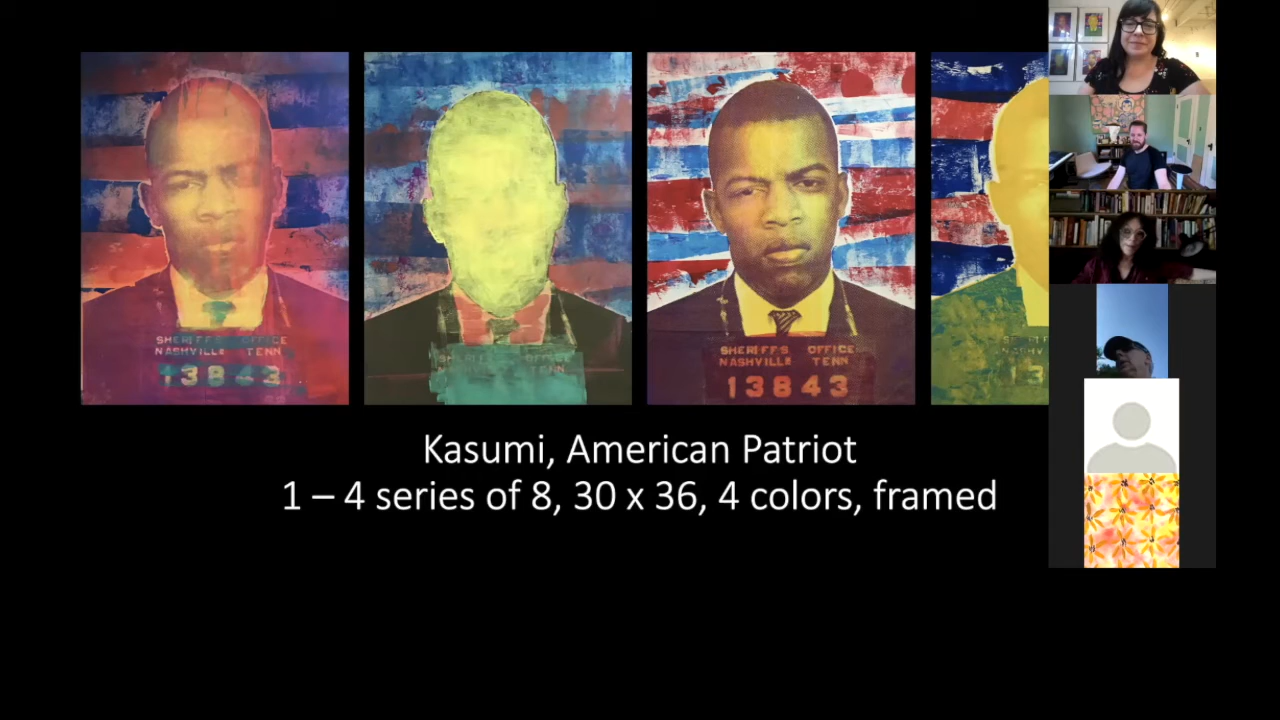 SHERIFFS OFFICE
NASHVILLE TENN
13843
SHERIFFS OFFICE
NASHVILLE TENN
13843
Kasumi, American Patriot
1 – 4 series of 8, 30 x 36, 4 colors, framed